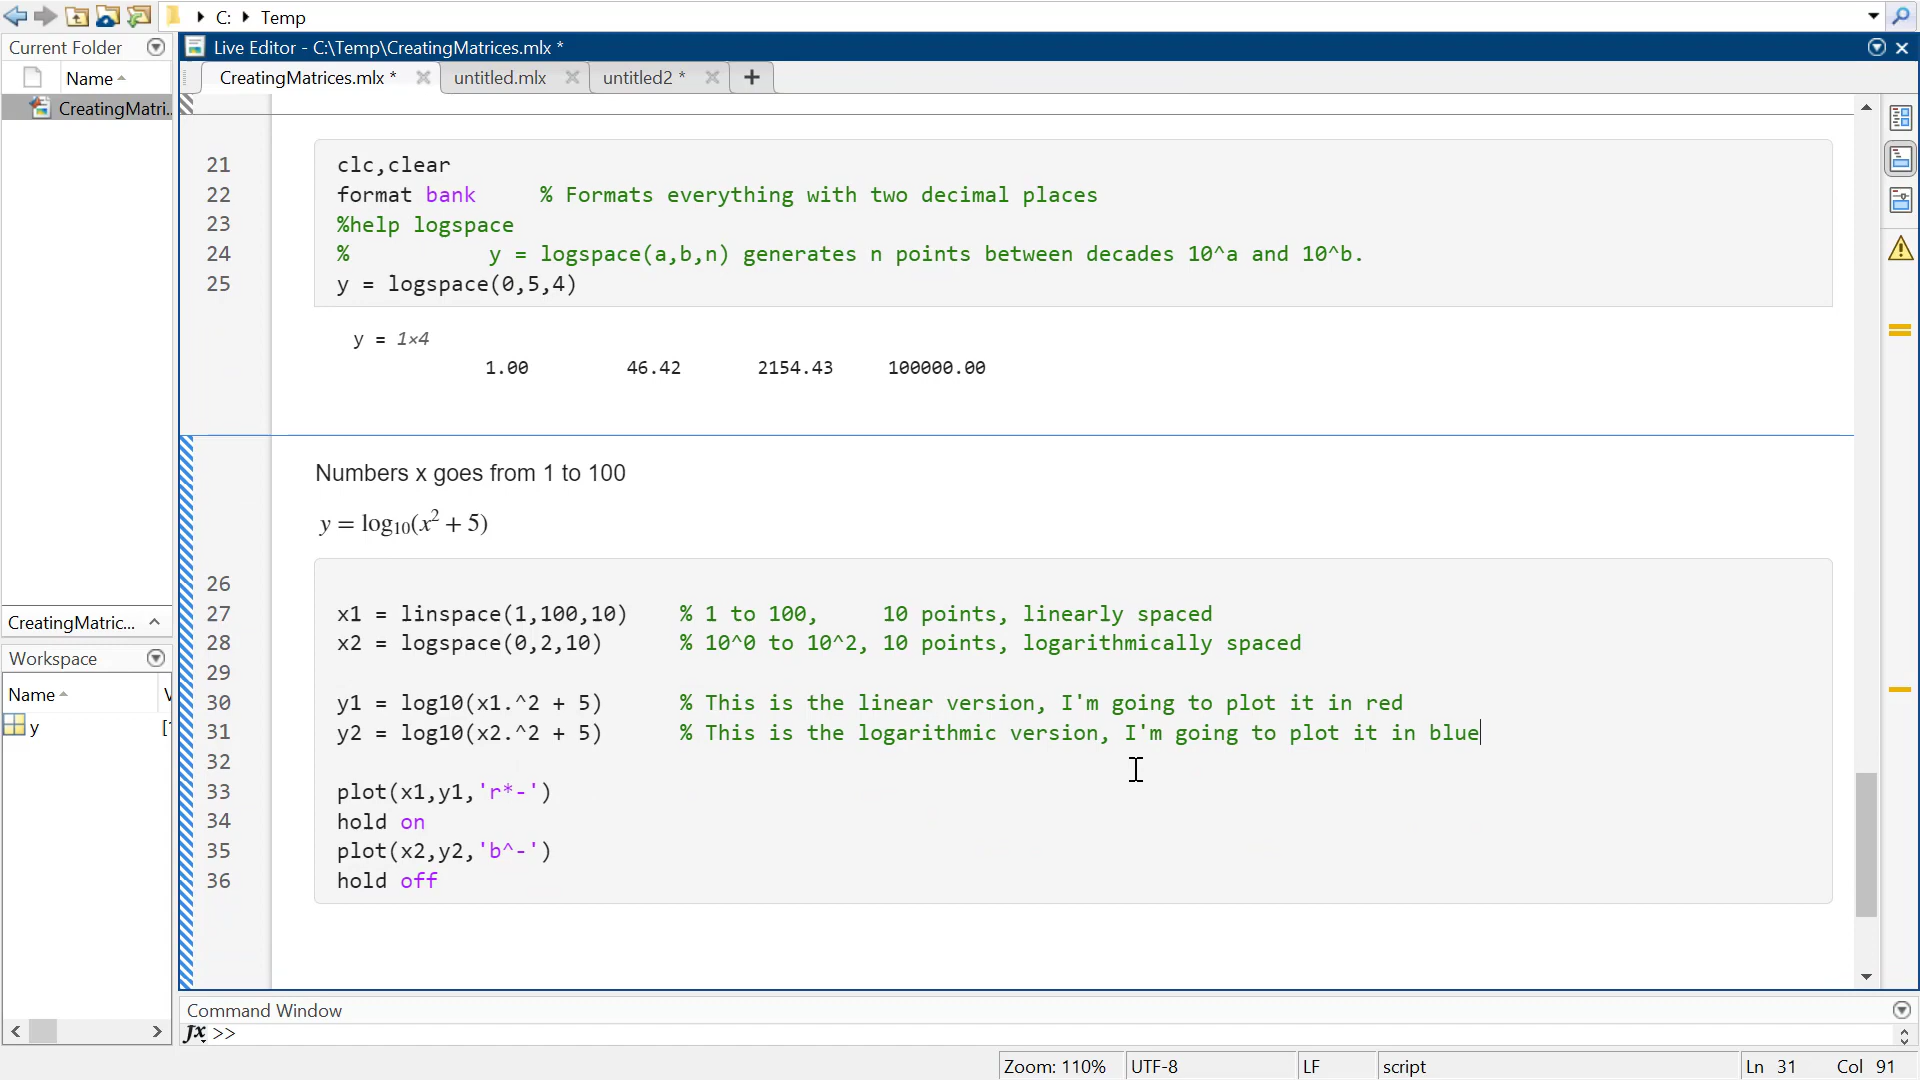 C: Temp
Current Folder
Live Editor - C:\Temp\CreatingMatrices.mlx *
Name
CreatingMatrices.mlx *
untitled.mlx
untitled2 *
CreatingMatri...
21 clc,clear
22 format bank % Formats everything with two decimal places
23 %help logspace
24 % y = logspace(a,b,n) generates n points between decades 10^a and 10^b.
25 y = logspace(0,5,4)
y = 1×4
1.00 46.42 2154.43 100000.00
Numbers x goes from 1 to 100
y = log₁₀(x² + 5)
26
27 x1 = linspace(1,100,10) % 1 to 100, 10 points, linearly spaced
28 x2 = logspace(0,2,10) % 10^0 to 10^2, 10 points, logarithmically spaced
29
30 y1 = log10(x1.^2 + 5) % This is the linear version, I'm going to plot it in red
31 y2 = log10(x2.^2 + 5) % This is the logarithmic version, I'm going to plot it in blue
32
33 plot(x1,y1,'r*-')
34 hold on
35 plot(x2,y2,'b^-')
36 hold off
CreatingMatric...
Workspace
Name
y
Command Window
fx >>
Zoom: 110% UTF-8 LF script Ln 31 Col 91